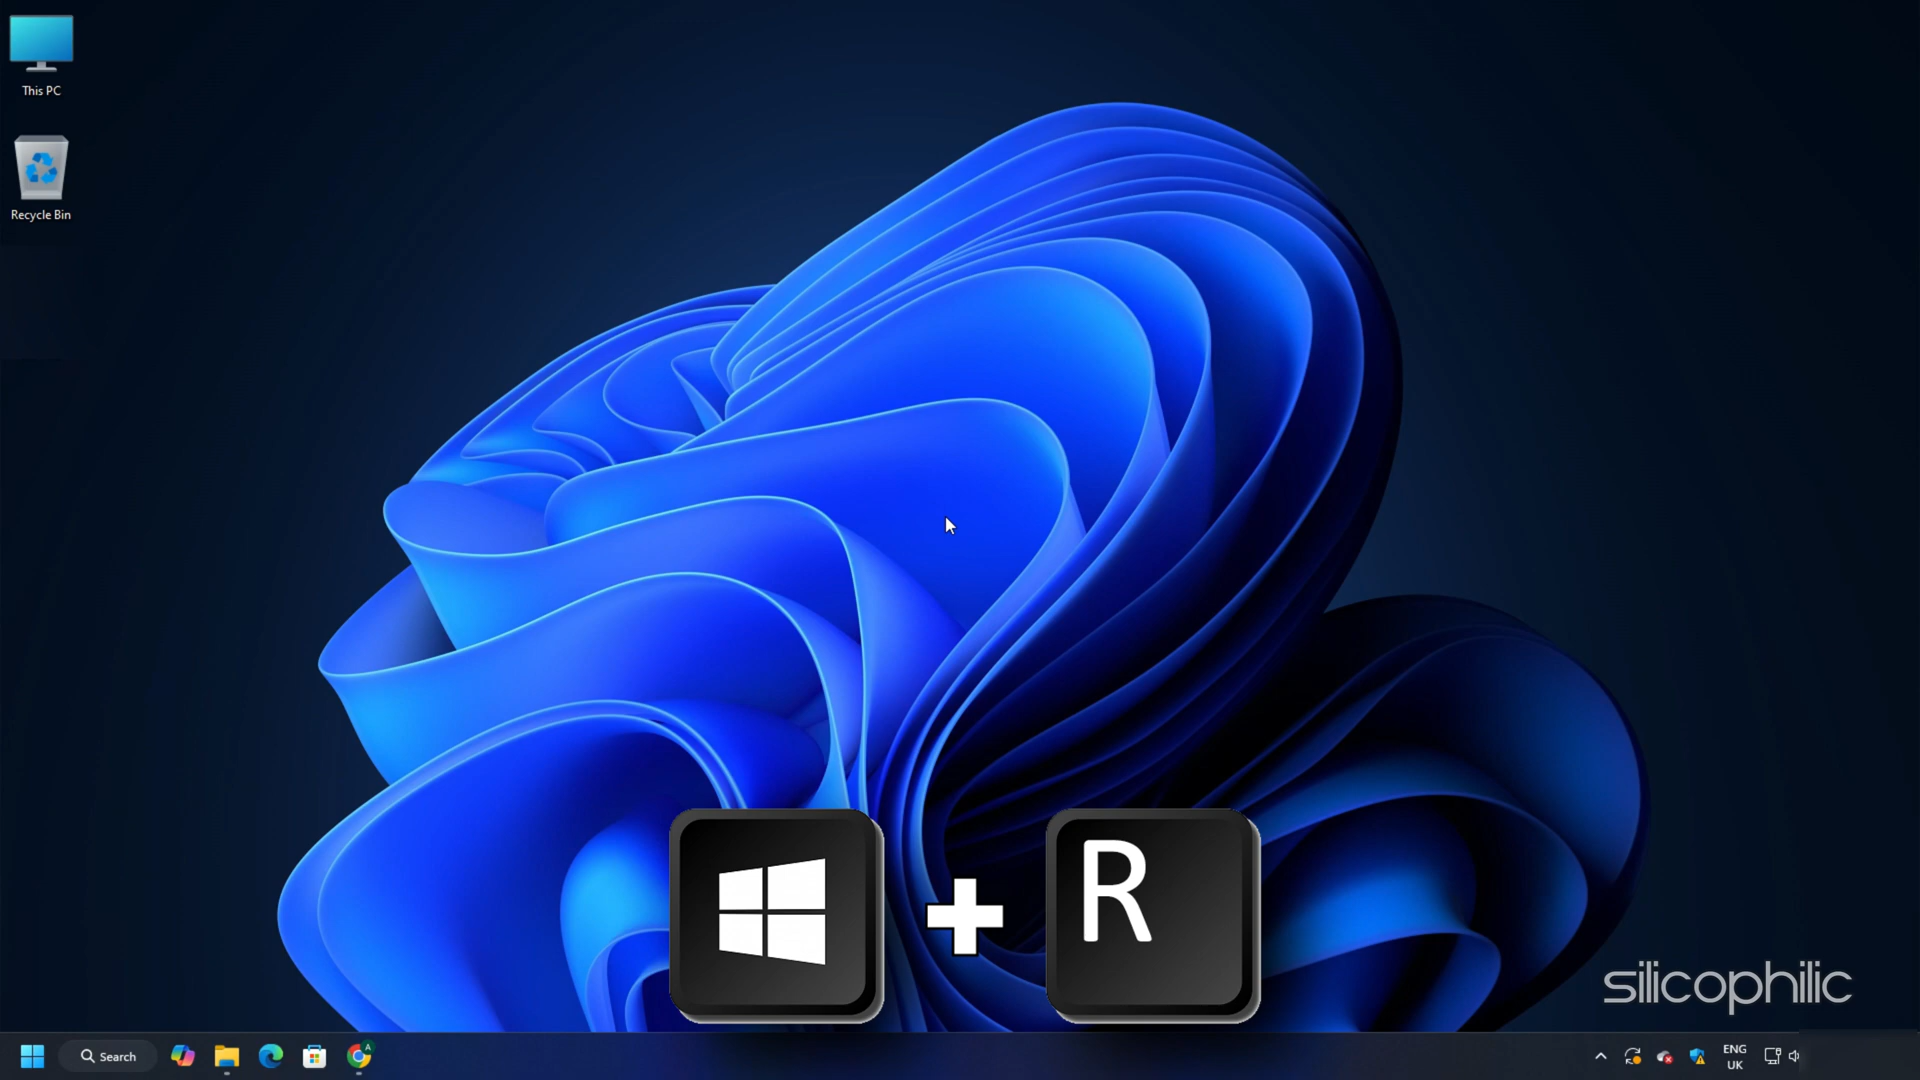 This PC
Recycle Bin
R
silicophilic
Search
A
ENG
UK